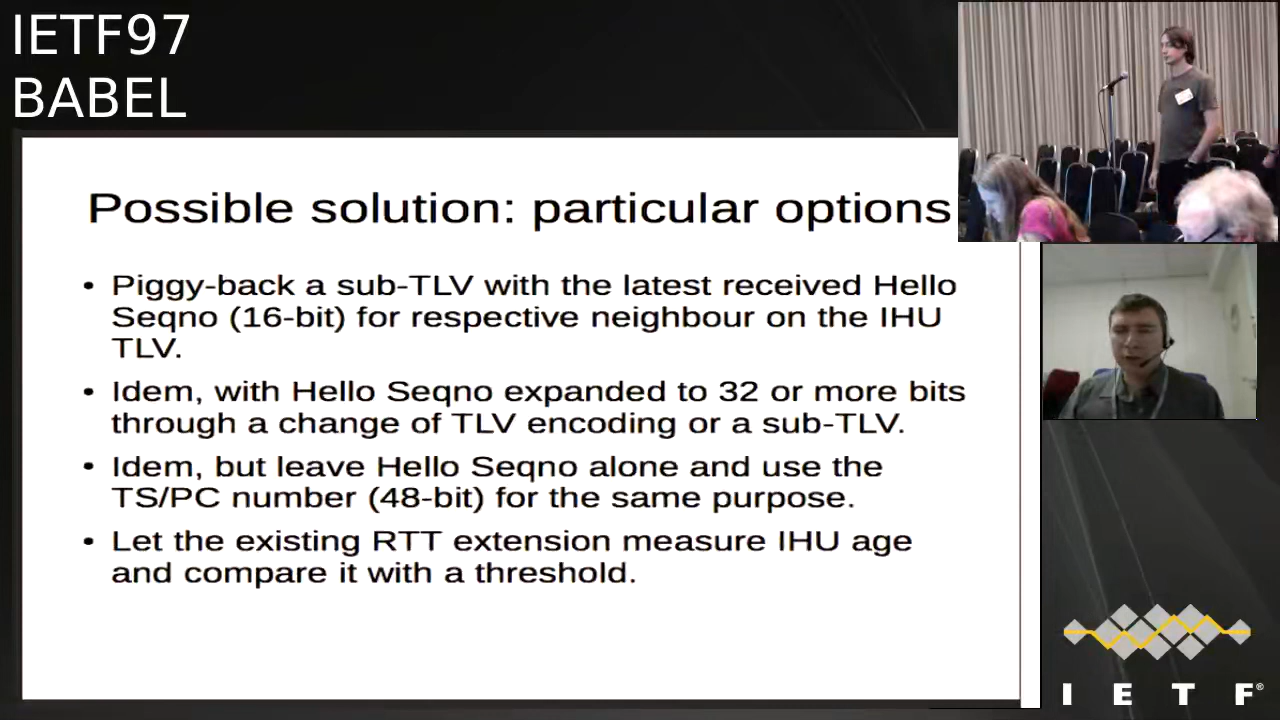 IETF97
BABEL
Possible solution: particular options
• Piggy-back a sub-TLV with the latest received Hello
Seqno (16-bit) for respective neighbour on the IHU
TLV.
• Idem, with Hello Seqno expanded to 32 or more bits
through a change of TLV encoding or a sub-TLV.
• Idem, but leave Hello Seqno alone and use the
TS/PC number (48-bit) for the same purpose.
• Let the existing RTT extension measure IHU age
and compare it with a threshold.
I E T F®